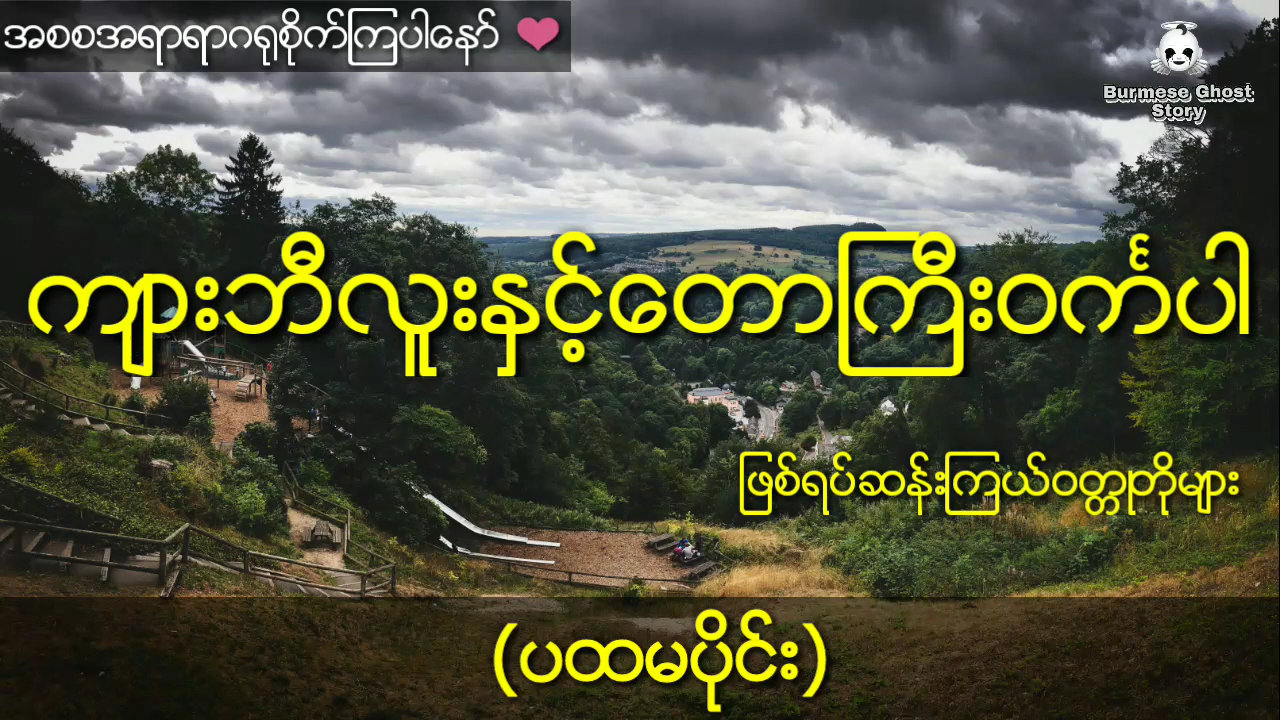 အစစအရာရာဂရုစိုက်ကြပါနော် ❤
Burmese Ghost
Story
ကျားဘီလူးနှင့်တောကြီးဝင်္ကပါ
ဖြစ်ရပ်ဆန်းကြယ်ဝတ္တုတိုများ
(ပထမပိုင်း)